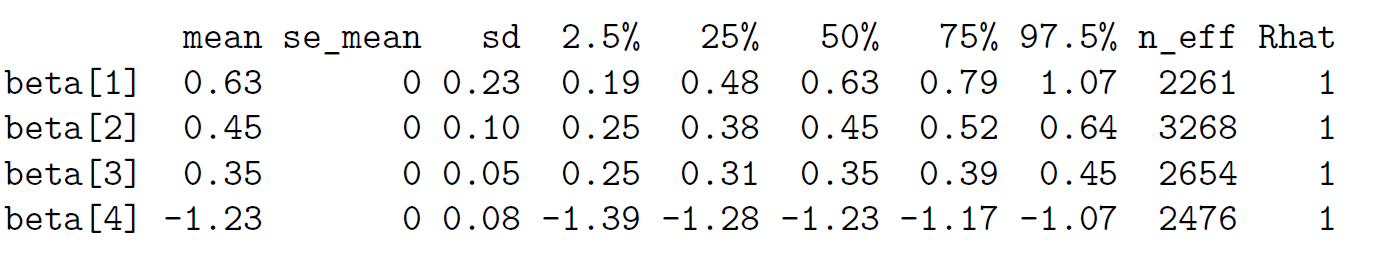 mean se_mean sd 2.5% 25% 50% 75% 97.5% n_eff Rhat
beta[1] 0.63 0 0.23 0.19 0.48 0.63 0.79 1.07 2261 1
beta[2] 0.45 0 0.10 0.25 0.38 0.45 0.52 0.64 3268 1
beta[3] 0.35 0 0.05 0.25 0.31 0.35 0.39 0.45 2654 1
beta[4] -1.23 0 0.08 -1.39 -1.28 -1.23 -1.17 -1.07 2476 1